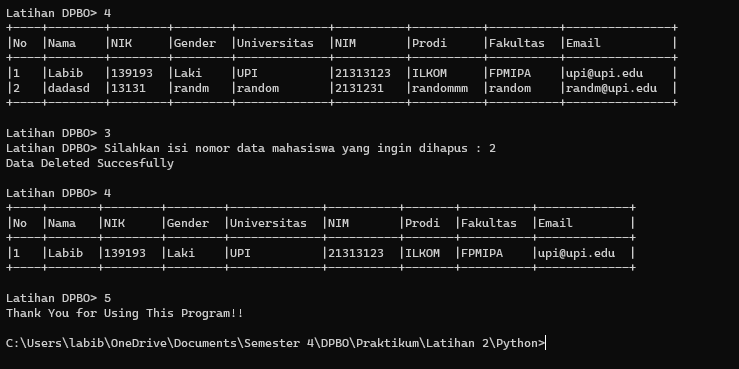 Latihan DPBO> 4
+----+-------+--------+--------+------------+---------+----------+----------+---------------+
|No  |Nama   |NIK     |Gender  |Universitas  |NIM       |Prodi     |Fakultas  |Email          |
+----+-------+--------+--------+------------+---------+----------+----------+---------------+
|1   |Labib  |139193  |Laki    |UPI          |21313123  |ILKOM     |FPMIPA    |upi@upi.edu    |
|2   |dadasd |13131   |randm   |random       |2131231   |randommm  |random    |randm@upi.edu  |
+----+-------+--------+--------+------------+---------+----------+----------+---------------+
Latihan DPBO> 3
Latihan DPBO> Silahkan isi nomor data mahasiswa yang ingin dihapus : 2
Data Deleted Succesfully
Latihan DPBO> 4
+----+-------+--------+--------+-------------+----------+------+----------+-------------+
|No  |Nama   |NIK     |Gender  |Universitas  |NIM       |Prodi |Fakultas  |Email        |
+----+-------+--------+--------+-------------+----------+------+----------+-------------+
|1   |Labib  |139193  |Laki    |UPI          |21313123  |ILKOM |FPMIPA    |upi@upi.edu  |
+----+-------+--------+--------+-------------+----------+------+----------+-------------+
Latihan DPBO> 5
Thank You for Using This Program!!
C:\Users\labib\OneDrive\Documents\Semester 4\DPBO\Praktikum\Latihan 2\Python>